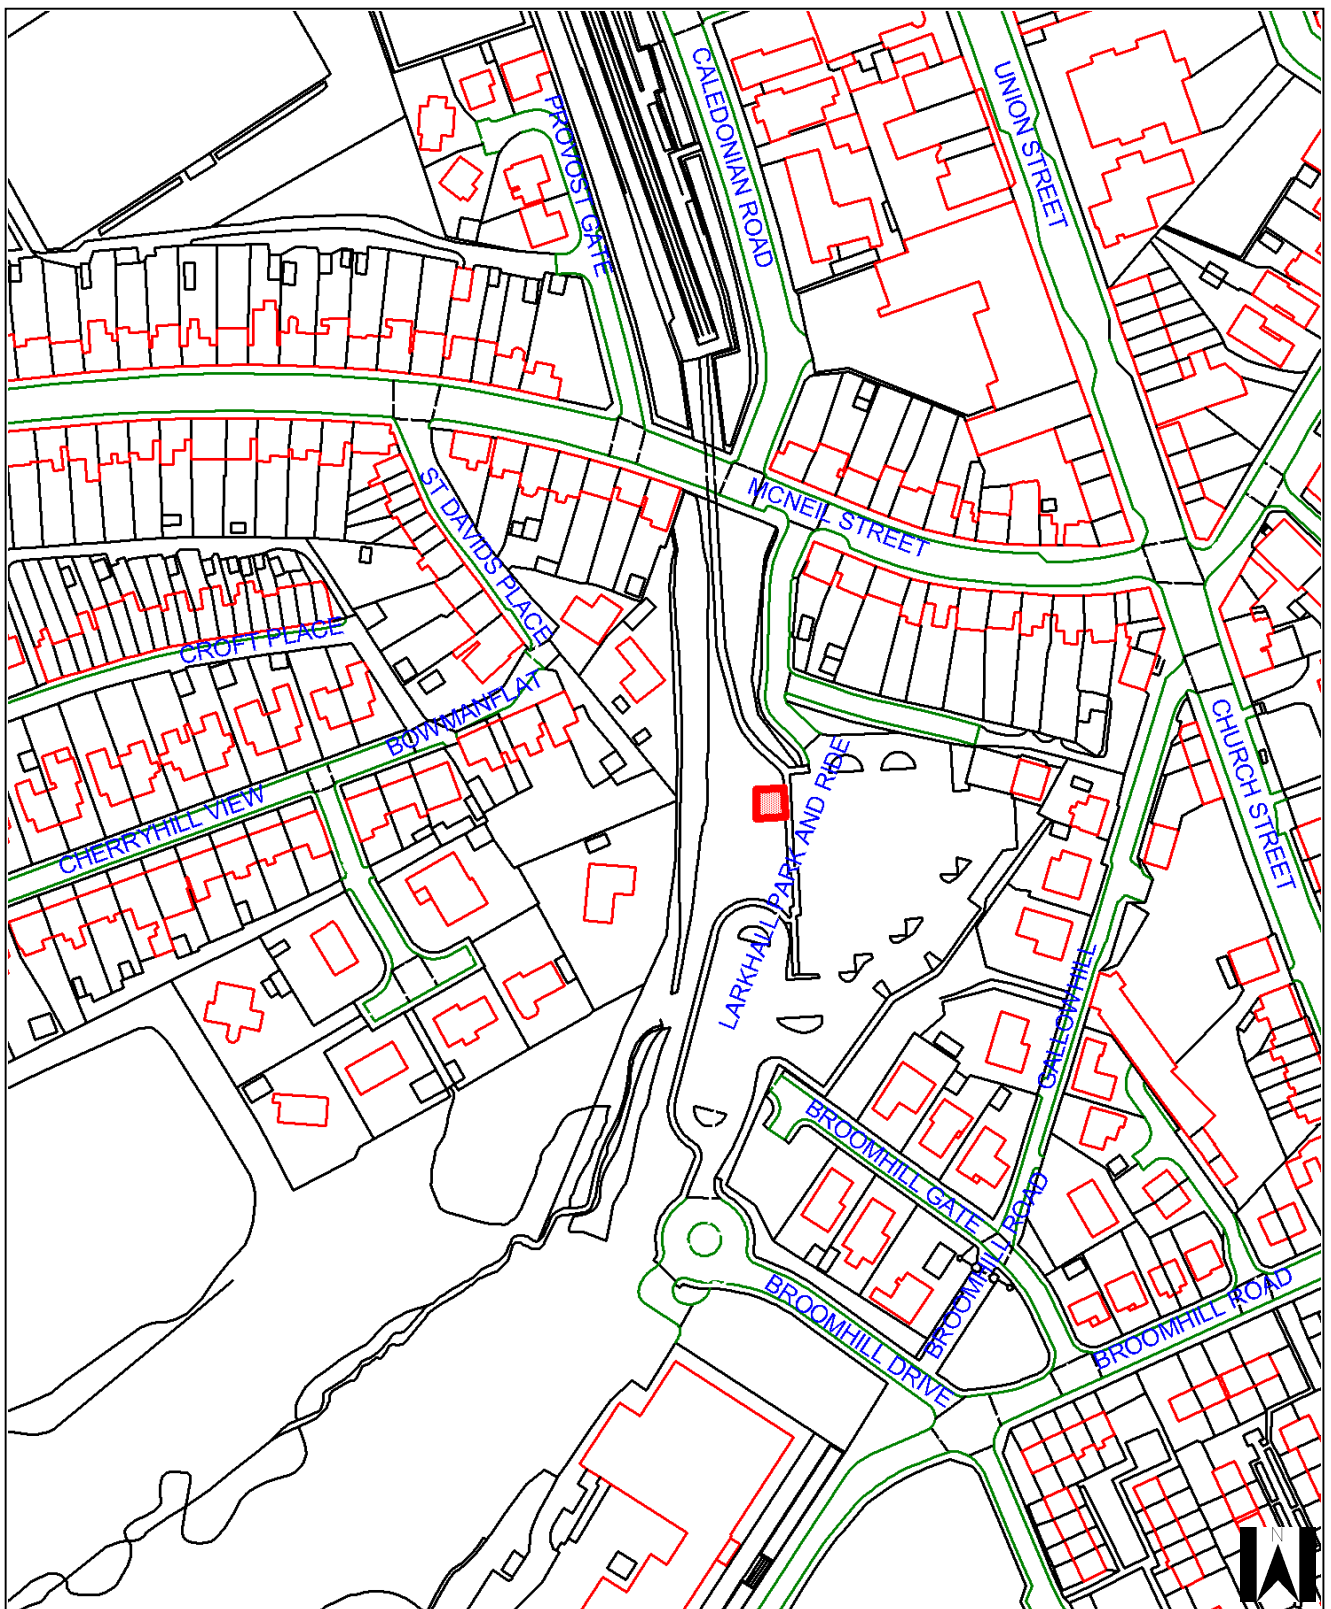 PROVOST GATE
CALEDONIAN ROAD
UNION STREET
MCNEIL STREET
ST DAVIDS PLACE
CROFT PLACE
BOWMANFLAT
CHERRYHILL VIEW
CHURCH STREET
LARKHALL PARK AND RIDE
GALLOWHILL
BROOMHILL GATE
BROOMHILL ROAD
BROOMHILL DRIVE
BROOMHILL ROAD
N